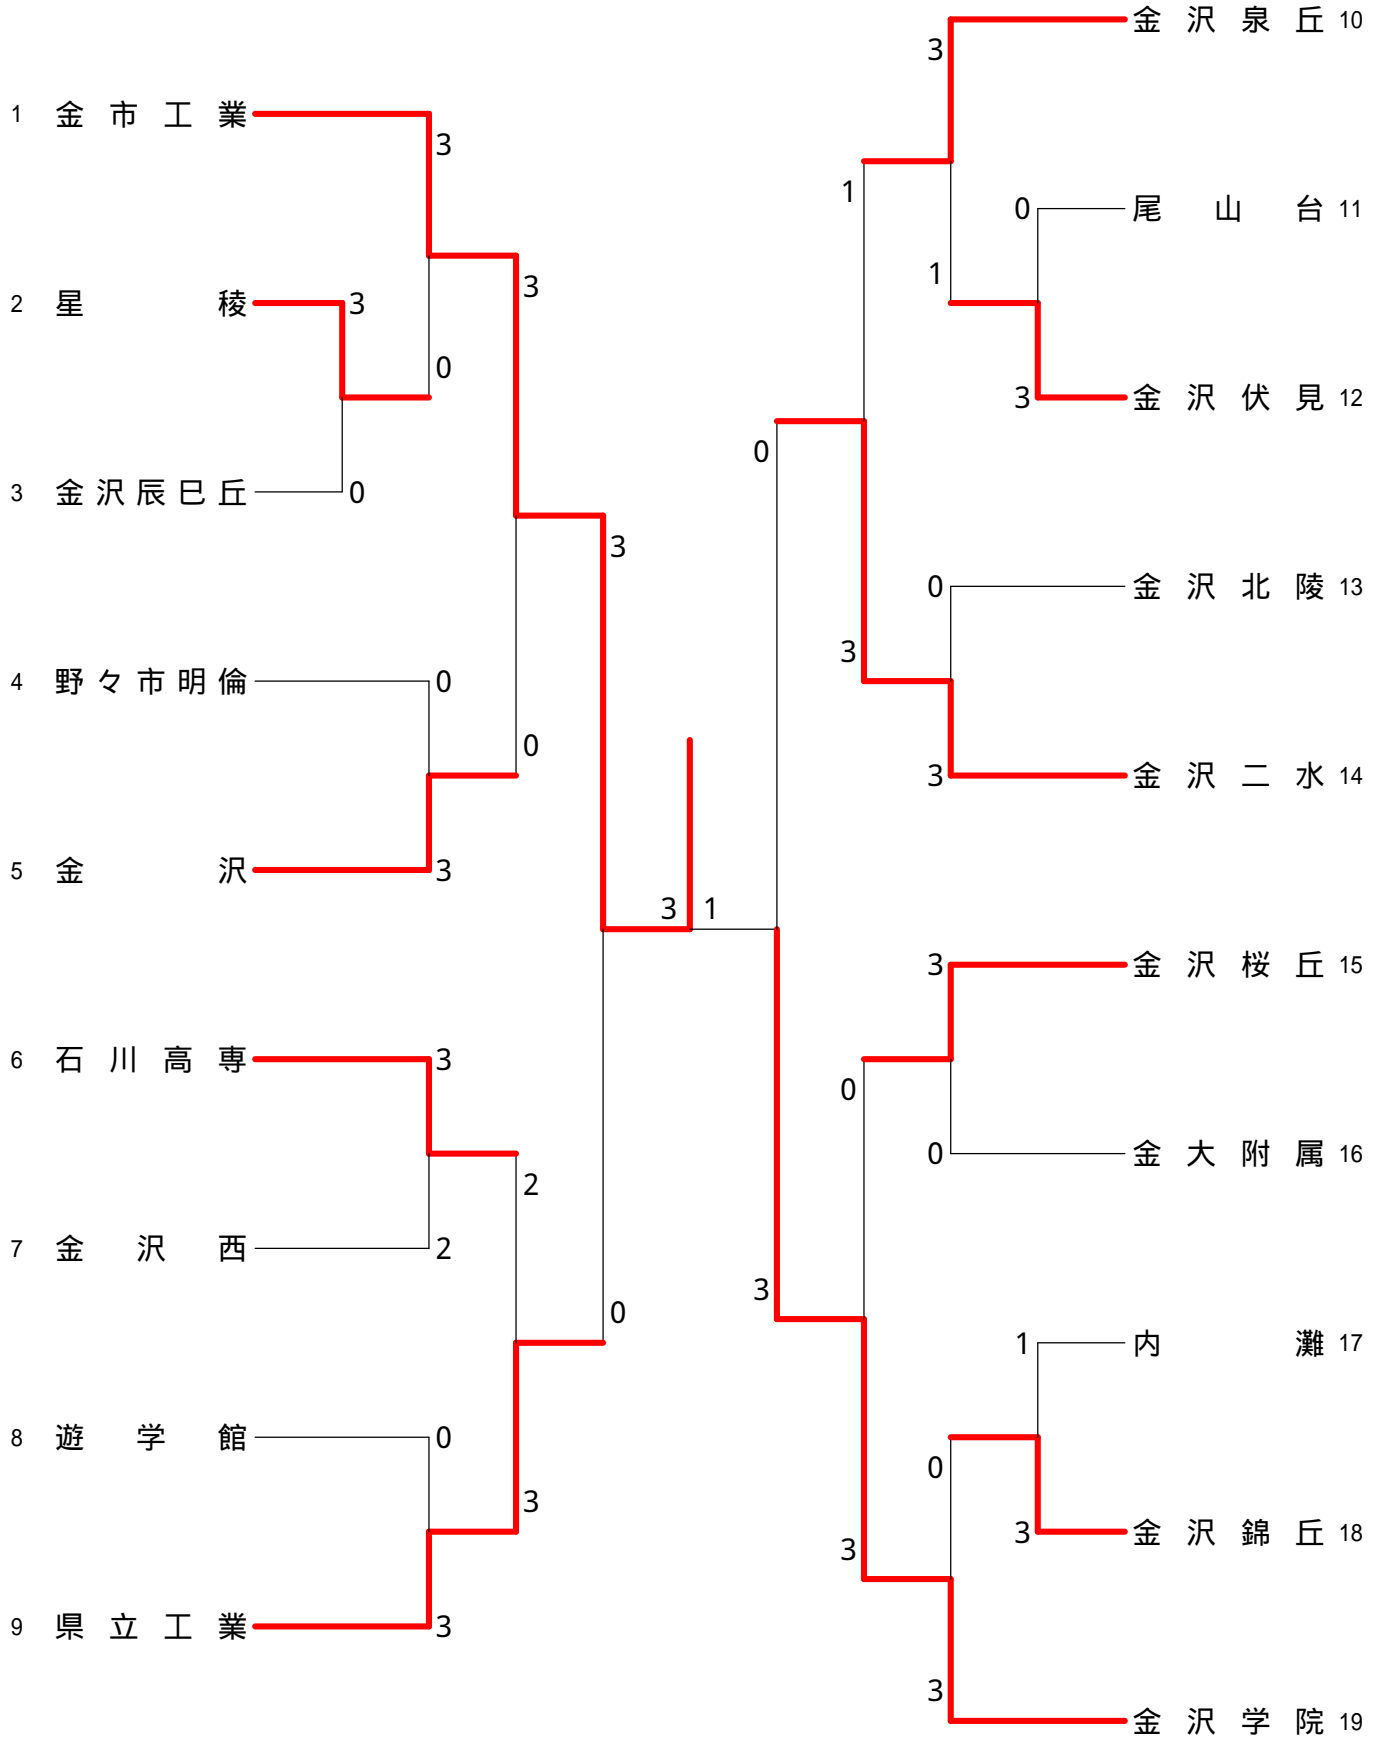 1 金市工業
2 星稜
3 金沢辰巳丘
4 野々市明倫
5 金沢
6 石川高専
7 金沢西
8 遊学館
9 県立工業
3
3
0
0
3
0
0
3
3
2
2
0
3
3
3
0
3 1
0
3
1
3
0
3
3
1
0
3
0
3
3
0
0
3
1
3
金沢泉丘 10
尾山台 11
金沢伏見 12
金沢北陵 13
金沢二水 14
金沢桜丘 15
金大附属 16
内灘 17
金沢錦丘 18
金沢学院 19